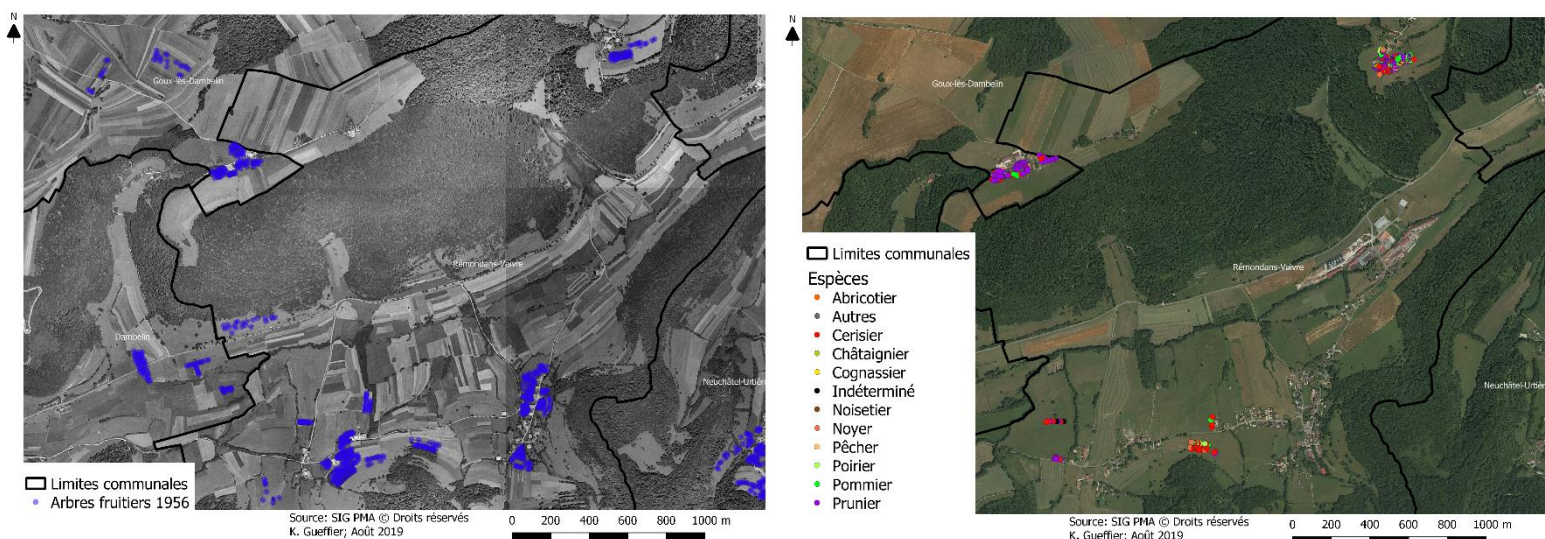 N
Goux-lès-Dambelin
Rémondans-Vaivre
Dambelin
Neuchâtel-Urtière
Limites communales
Arbres fruitiers 1956
Source: SIG PMA © Droits réservés
K. Gueffier; Août 2019
0 200 400 600 800 1000 m
N
Goux-lès-Dambelin
Rémondans-Vaivre
Neuchâtel-Urtiè
Limites communales
Espèces
Abricotier
Autres
Cerisier
Châtaignier
Cognassier
Indéterminé
Noisetier
Noyer
Pêcher
Poirier
Pommier
Prunier
Source: SIG PMA © Droits réservés
K. Gueffier; Août 2019
0 200 400 600 800 1000 m